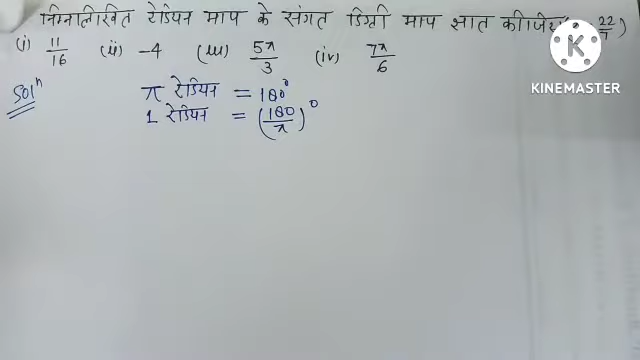 निम्नलिखित रेडियन माप के संगत डिग्री माप ज्ञात कीजिये 22/7)
(i) 11/16 (ii) -4 (iii) 5π/3 (iv) 7π/6
Solⁿ π रेडियन = 180°
1 रेडियन = (180/π)°
KINEMASTER